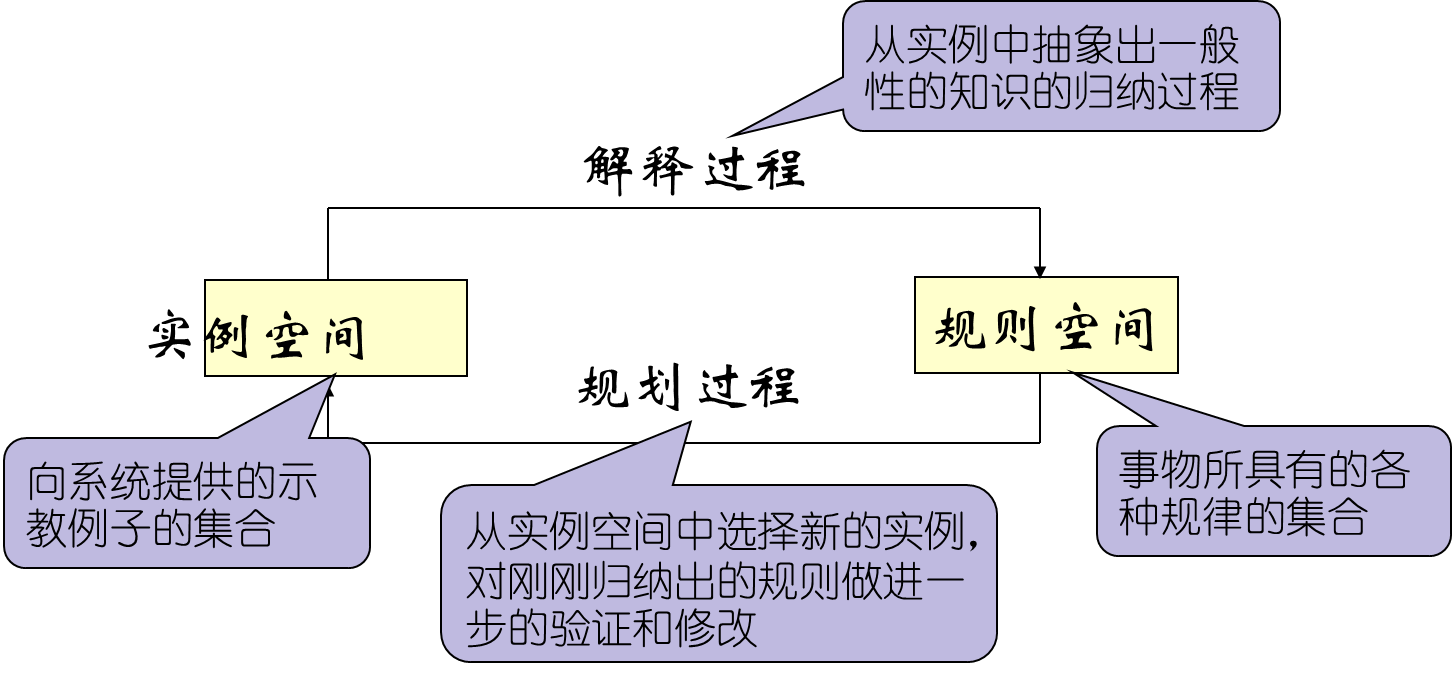 从实例中抽象出一般
性的知识的归纳过程
解释过程
实例空间
规则空间
规划过程
向系统提供的示
教例子的集合
从实例空间中选择新的实例，
对刚刚归纳出的规则做进一
步的验证和修改
事物所具有的各
种规律的集合